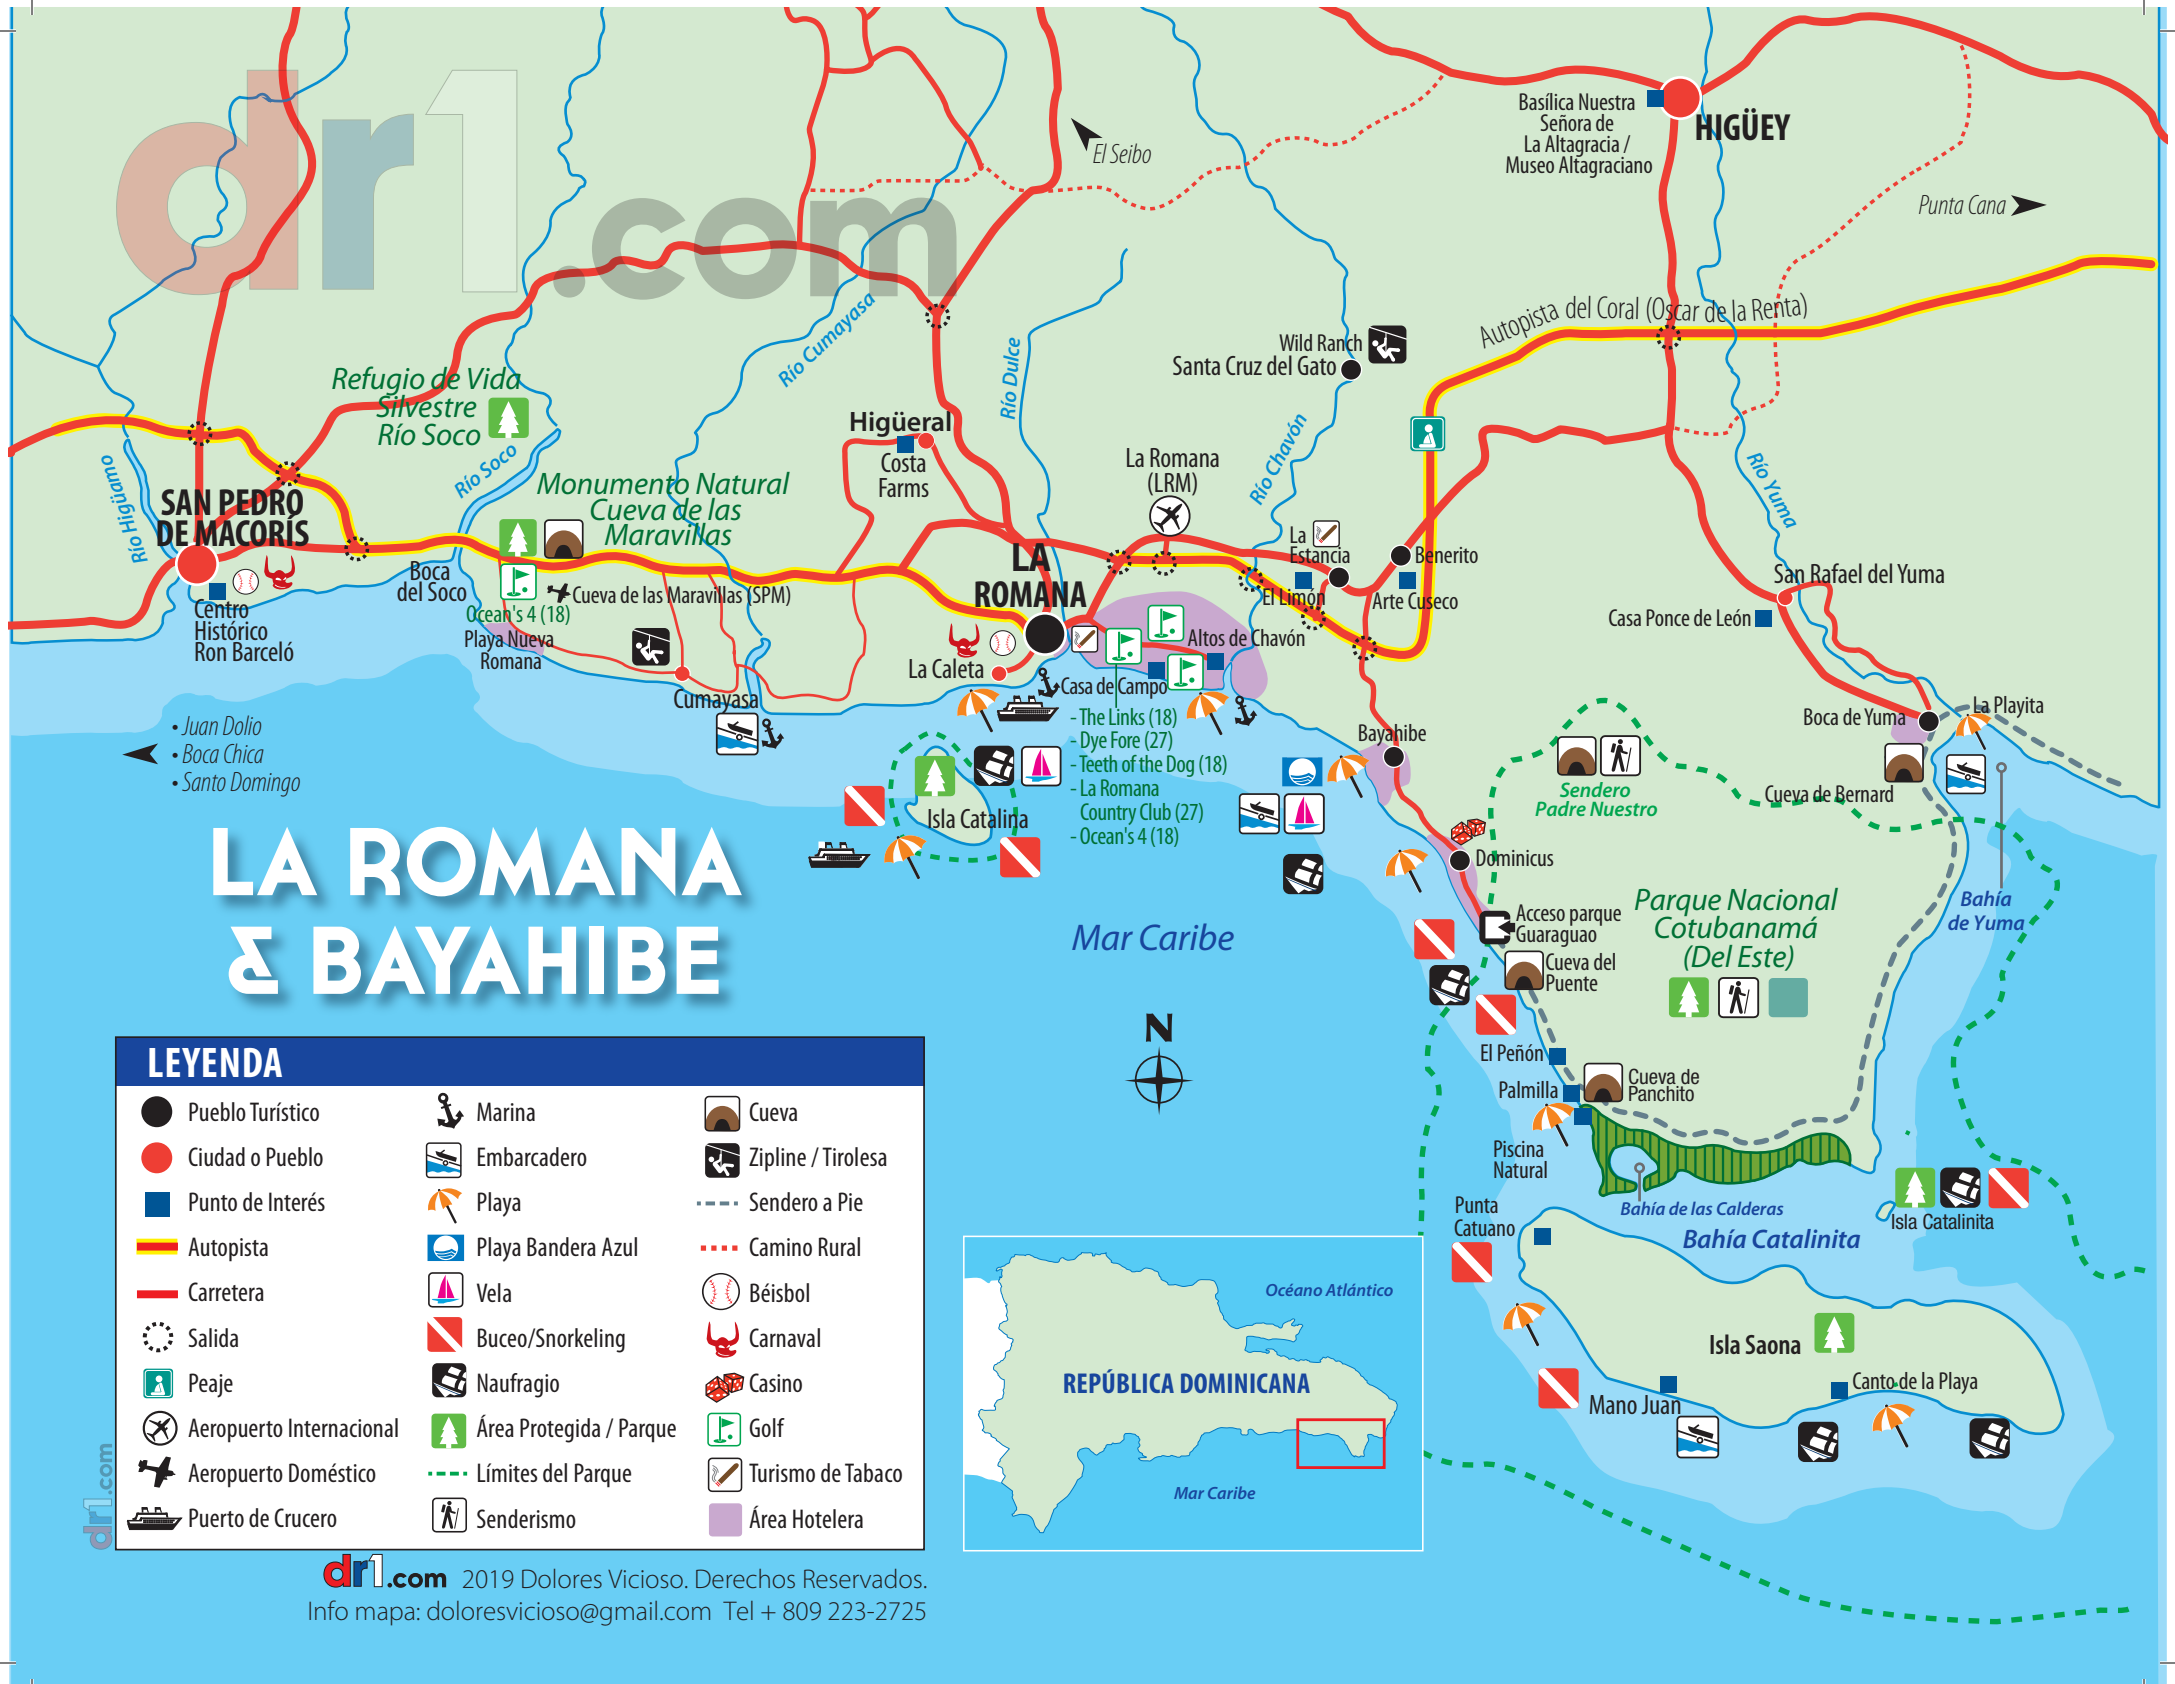 dr1.com
El Seibo
Basílica Nuestra
Señora de
La Altagracia /
Museo Altagraciano
HIGÜEY
Punta Cana
Autopista del Coral (Oscar de la Renta)
Río Cumayasa
Río Dulce
Wild Ranch
Santa Cruz del Gato
Refugio de Vida
Silvestre
Río Soco
Río Soco
Higüeral
Costa
Farms
La Romana
(LRM)
Río Chavón
Río Yuma
Río Higüamo
SAN PEDRO
DE MACORÍS
Monumento Natural
Cueva de las
Maravillas
Boca
del Soco
Cueva de las Maravillas (SPM)
Ocean's 4 (18)
Playa Nueva
Romana
Centro
Histórico
Ron Barceló
LA
ROMANA
La
Estancia
Benerito
El Limón
Arte Cuseco
San Rafael del Yuma
Casa Ponce de León
Altos de Chavón
La Caleta
Casa de Campo
- The Links (18)
- Dye Fore (27)
- Teeth of the Dog (18)
- La Romana
Country Club (27)
- Ocean's 4 (18)
Cumayasa
• Juan Dolio
• Boca Chica
• Santo Domingo
Bayahibe
Boca de Yuma
La Playita
Cueva de Bernard
Sendero
Padre Nuestro
Isla Catalina
Dominicus
LA ROMANA
& BAYAHIBE
Mar Caribe
Acceso parque
Guaraguao
Parque Nacional
Cotubanamá
(Del Este)
Bahía
de Yuma
Cueva del
Puente
N
El Peñón
Palmilla
Cueva de
Panchito
Piscina
Natural
Punta
Catuano
Bahía de las Calderas
Bahía Catalinita
Isla Catalinita
Isla Saona
Canto de la Playa
Mano Juan
LEYENDA
Pueblo Turístico
Ciudad o Pueblo
Punto de Interés
Autopista
Carretera
Salida
Peaje
Aeropuerto Internacional
Aeropuerto Doméstico
Puerto de Crucero
Marina
Embarcadero
Playa
Playa Bandera Azul
Vela
Buceo/Snorkeling
Naufragio
Área Protegida / Parque
Límites del Parque
Senderismo
Cueva
Zipline / Tirolesa
Sendero a Pie
Camino Rural
Béisbol
Carnaval
Casino
Golf
Turismo de Tabaco
Área Hotelera
Océano Atlántico
REPÚBLICA DOMINICANA
Mar Caribe
dr1.com
dr1.com 2019 Dolores Vicioso. Derechos Reservados.
Info mapa: doloresvicioso@gmail.com Tel + 809 223-2725